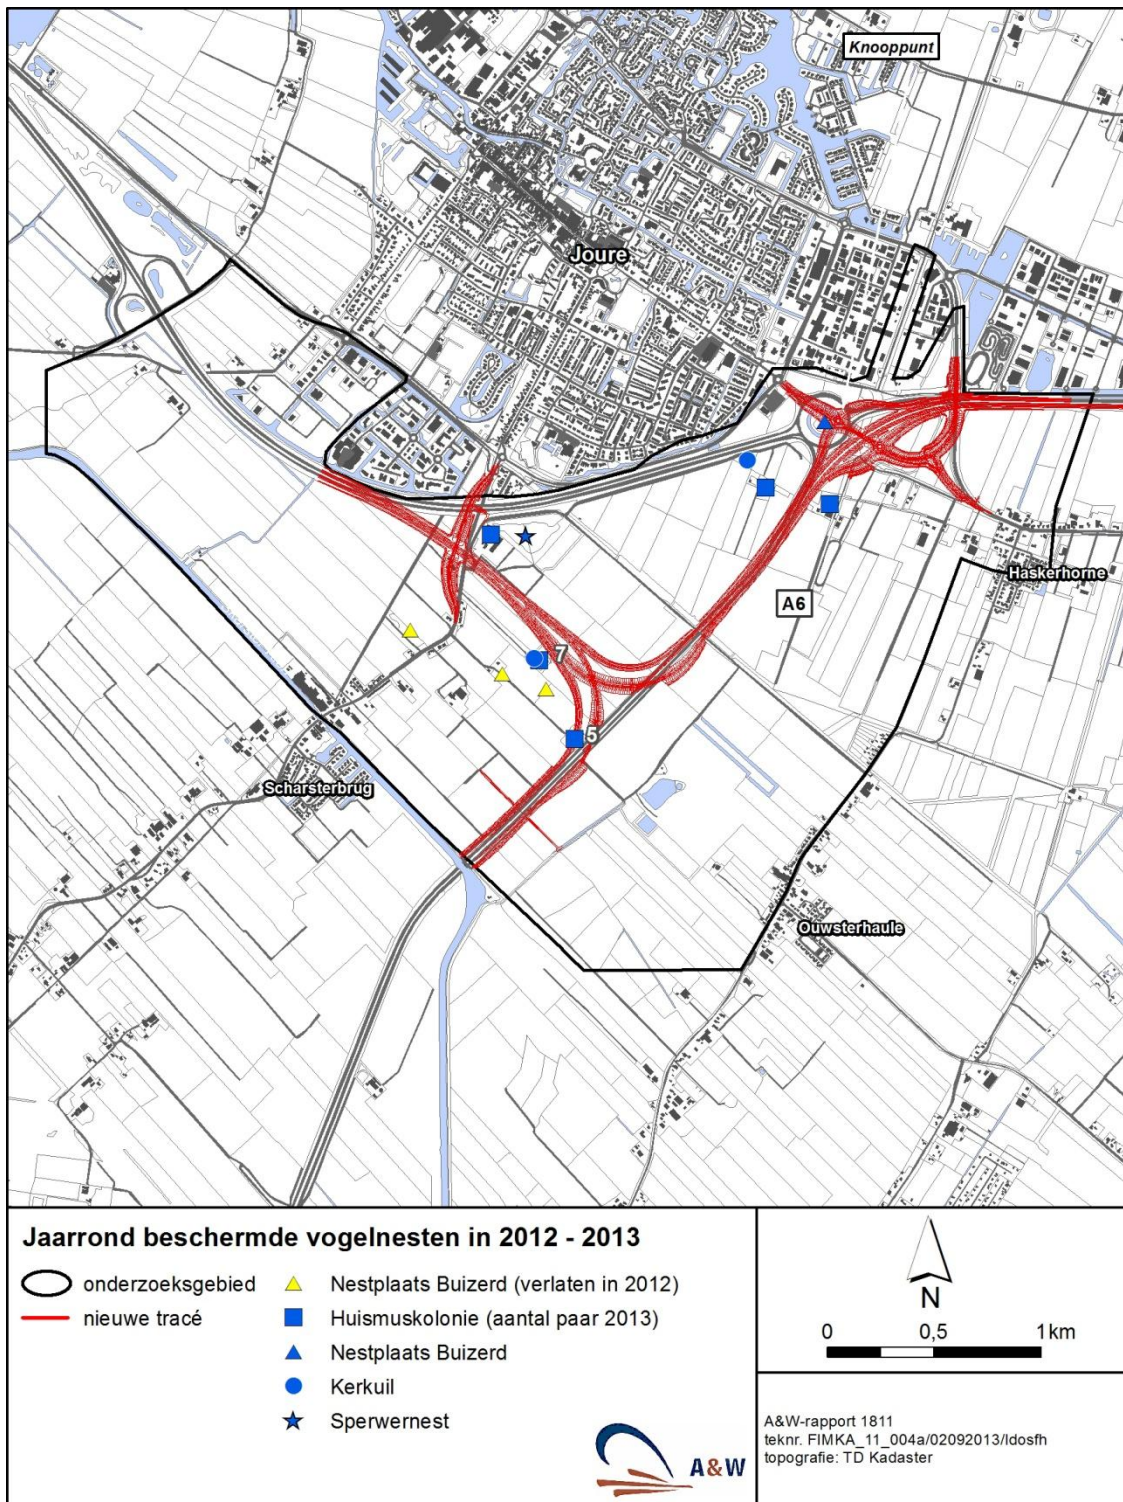 Knooppunt
Joure
Haskerhorne
A6
7
5
Scharsterbrug
Ouwsterhaule
Jaarrond beschermde vogelnesten in 2012 - 2013
onderzoeksgebied
nieuwe tracé
Nestplaats Buizerd (verlaten in 2012)
Huismuskolonie (aantal paar 2013)
Nestplaats Buizerd
Kerkuil
Sperwernest
A&W
N
0 0,5 1km
A&W-rapport 1811
teknr. FIMKA_11_004a/02092013/ldosfh
topografie: TD Kadaster